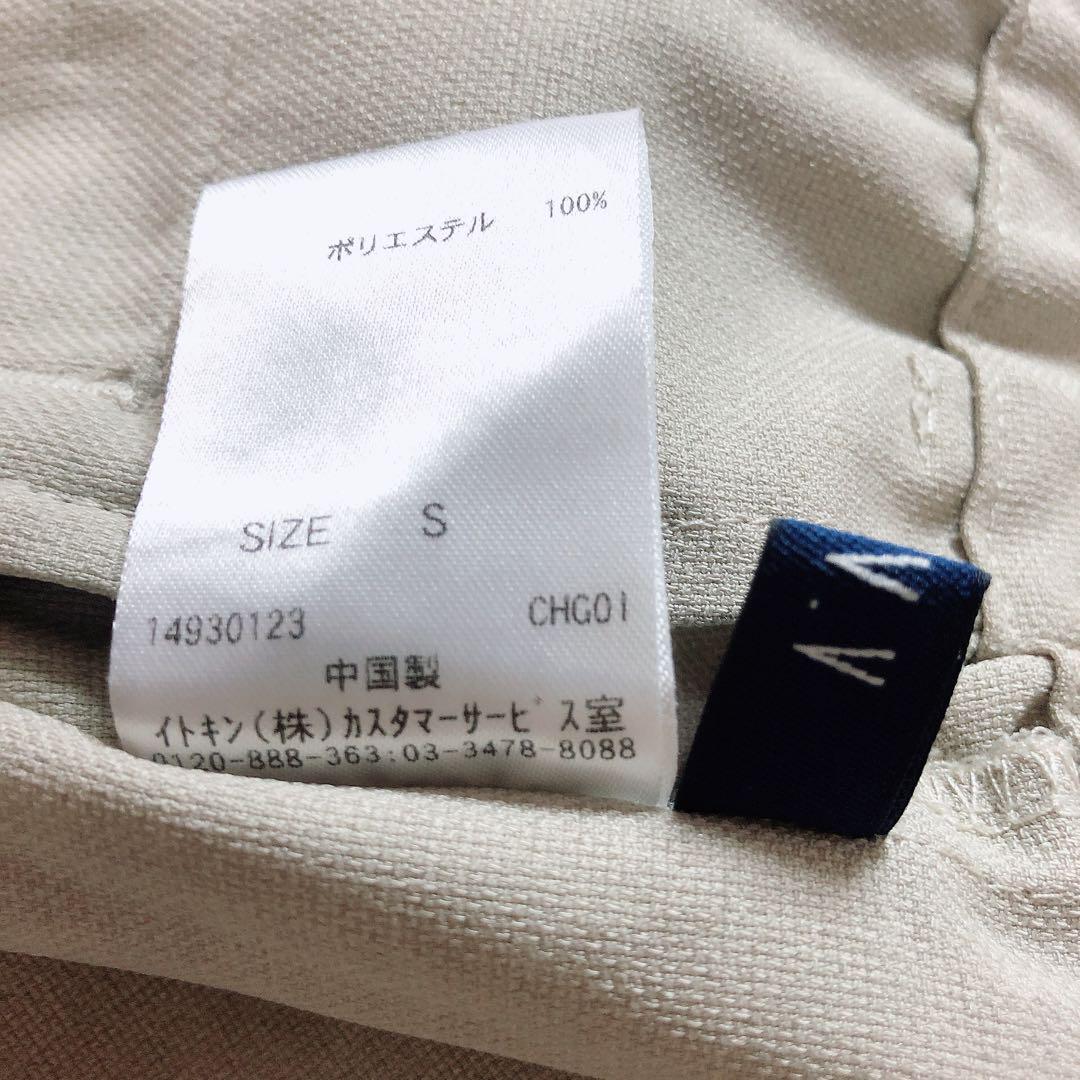 ポリエステル 100%
SIZE S
14930123 CHG01
中国製
イトキン(株)カスタマーサービス室
0120-888-363:03-3478-8088